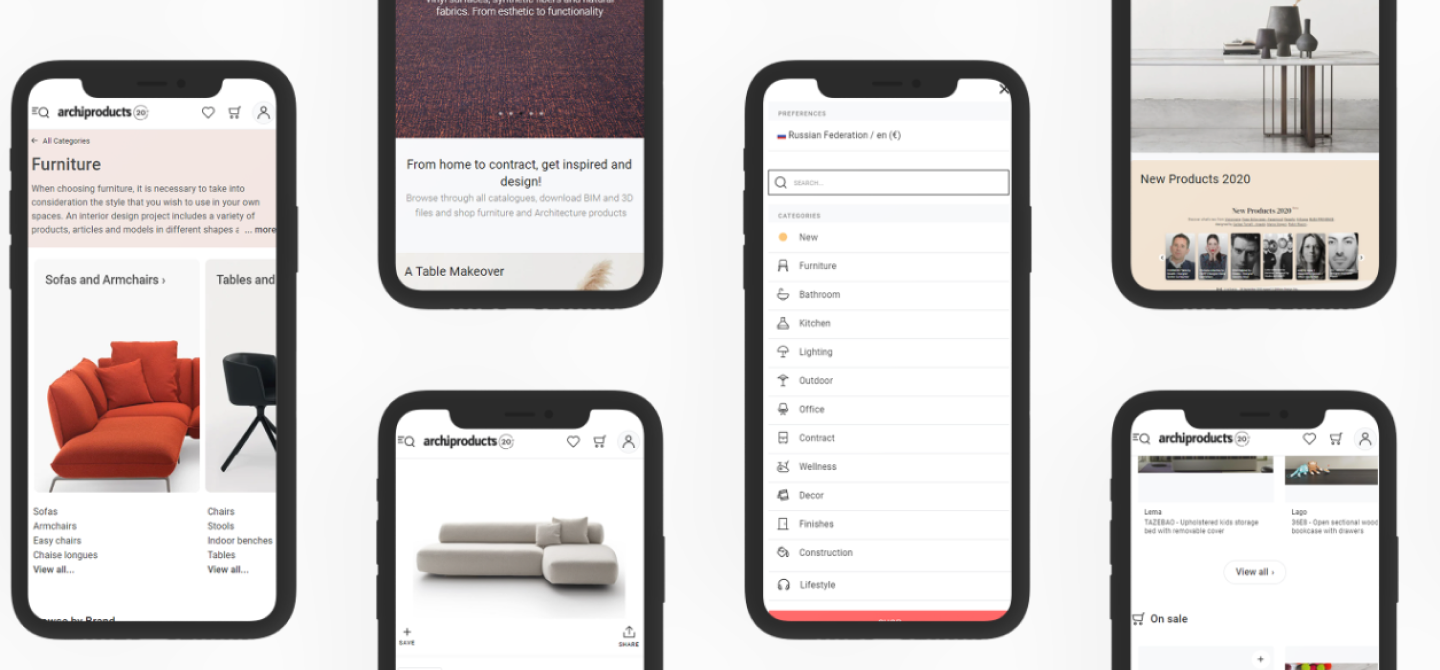 archiproducts 20
← All Categories
Furniture
When choosing furniture, it is necessary to take into
consideration the style that you wish to use in your own
spaces. An interior design project includes a variety of
products, articles and models in different shapes a ... more
Sofas and Armchairs ›
Tables and
Sofas
Armchairs
Easy chairs
Chaise longues
View all...
Chairs
Stools
Indoor benches
Tables
View all...
Vinyl surfaces, synthetic fibers and natural
fabrics. From esthetic to functionality
From home to contract, get inspired and
design!
Browse through all catalogues, download BIM and 3D
files and shop furniture and Architecture products
A Table Makeover
archiproducts 20
SAVE
SHARE
PREFERENCES
Russian Federation / en (€)
SEARCH...
CATEGORIES
New
Furniture
Bathroom
Kitchen
Lighting
Outdoor
Office
Contract
Wellness
Decor
Finishes
Construction
Lifestyle
New Products 2020
New Products 2020
archiproducts 20
Lema
TAZEBAO - Upholstered kids storage
bed with removable cover
Lago
36E8 - Open sectional wood
bookcase with drawers
View all ›
On sale